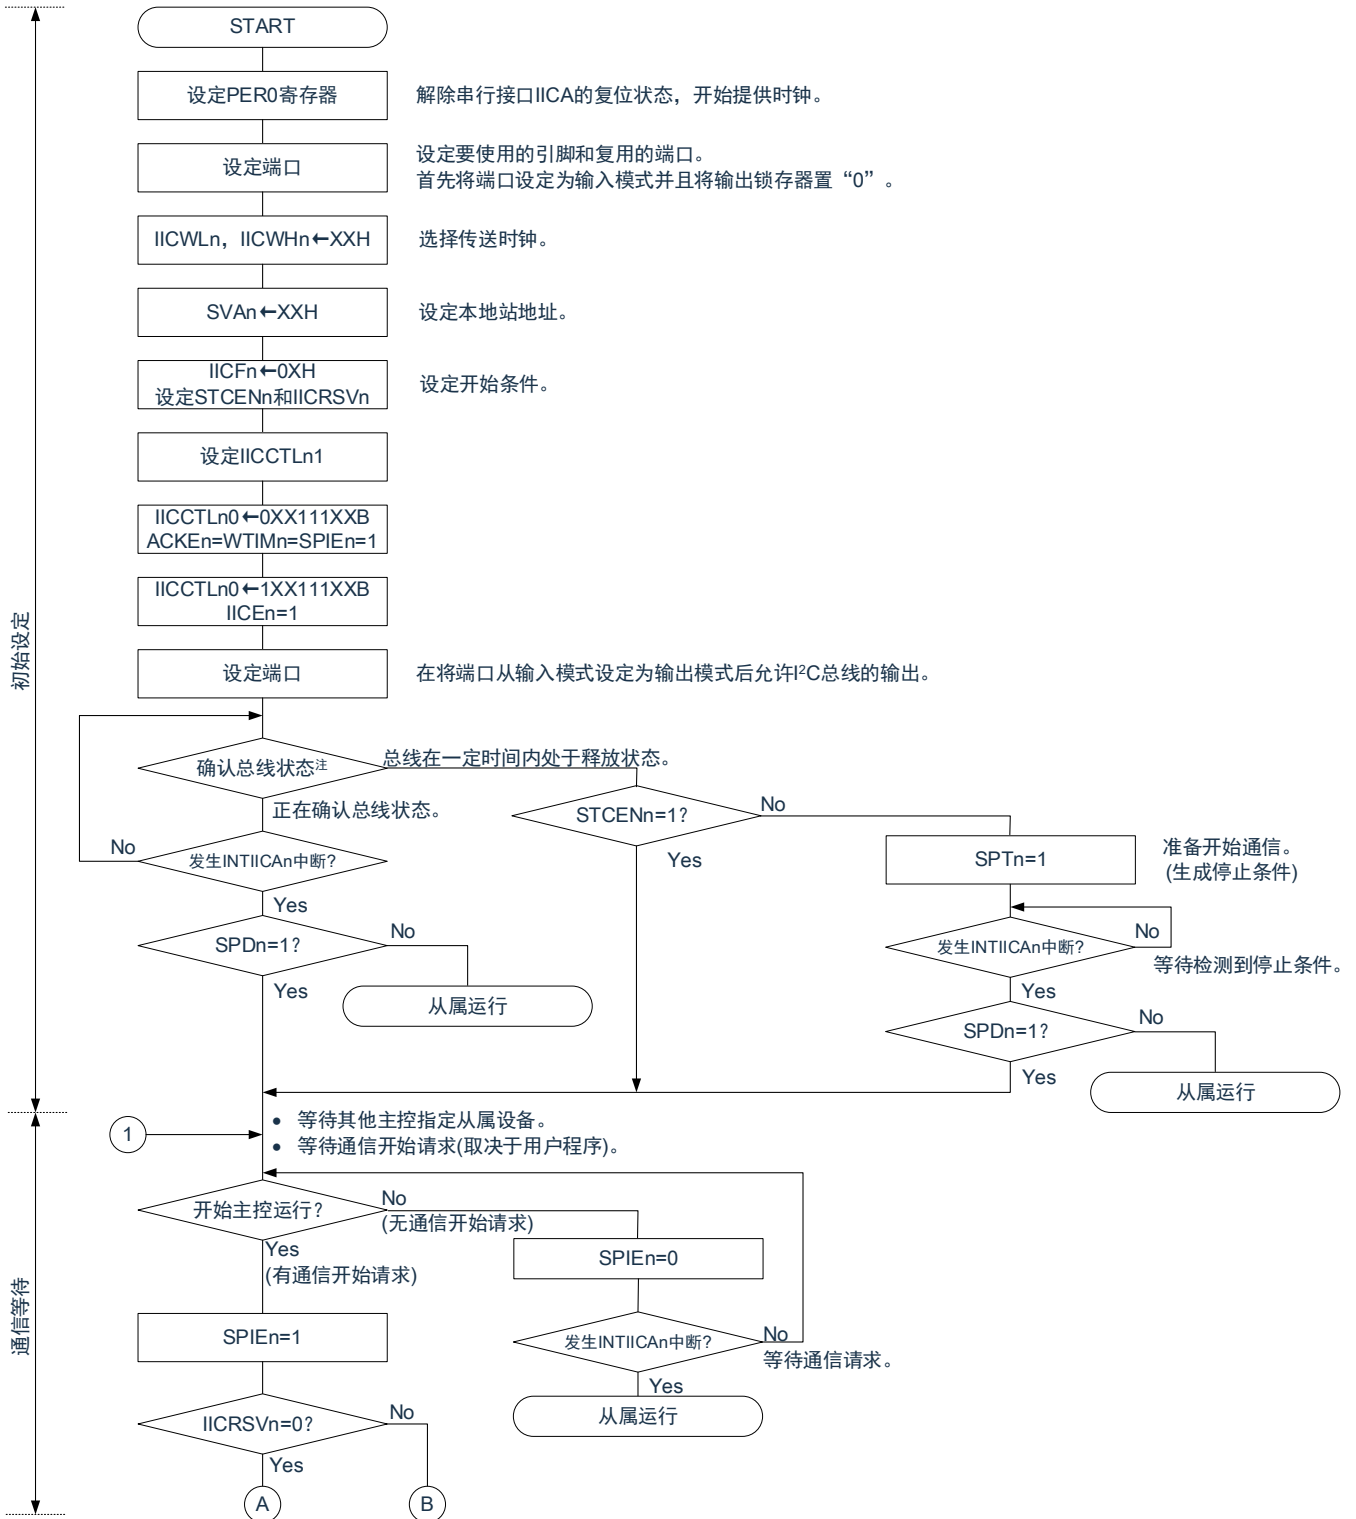 START
设定PER0寄存器
解除串行接口IICA的复位状态，开始提供时钟。
设定端口
设定要使用的引脚和复用的端口。
首先将端口设定为输入模式并且将输出锁存器置“0”。
IICWLn，IICWHn←XXH
选择传送时钟。
SVAn←XXH
设定本地站地址。
IICFn←0XH
设定STCENn和IICRSVn
设定开始条件。
设定IICCTLn1
IICCTLn0←0XX111XXB
ACKEn=WTIMn=SPIEn=1
IICCTLn0←1XX111XXB
IICEn=1
初始设定
设定端口
在将端口从输入模式设定为输出模式后允许I²C总线的输出。
确认总线状态注
总线在一定时间内处于释放状态。
正在确认总线状态。
STCENn=1?
No
Yes
SPTn=1
准备开始通信。
(生成停止条件)
No
发生INTIICAn中断?
Yes
发生INTIICAn中断?
No
等待检测到停止条件。
Yes
SPDn=1?
No
Yes
从属运行
SPDn=1?
No
Yes
从属运行
1
• 等待其他主控指定从属设备。
• 等待通信开始请求(取决于用户程序)。
开始主控运行?
No
(无通信开始请求)
Yes
(有通信开始请求)
SPIEn=0
通信等待
SPIEn=1
发生INTIICAn中断?
No
等待通信请求。
Yes
从属运行
IICRSVn=0?
No
Yes
A
B